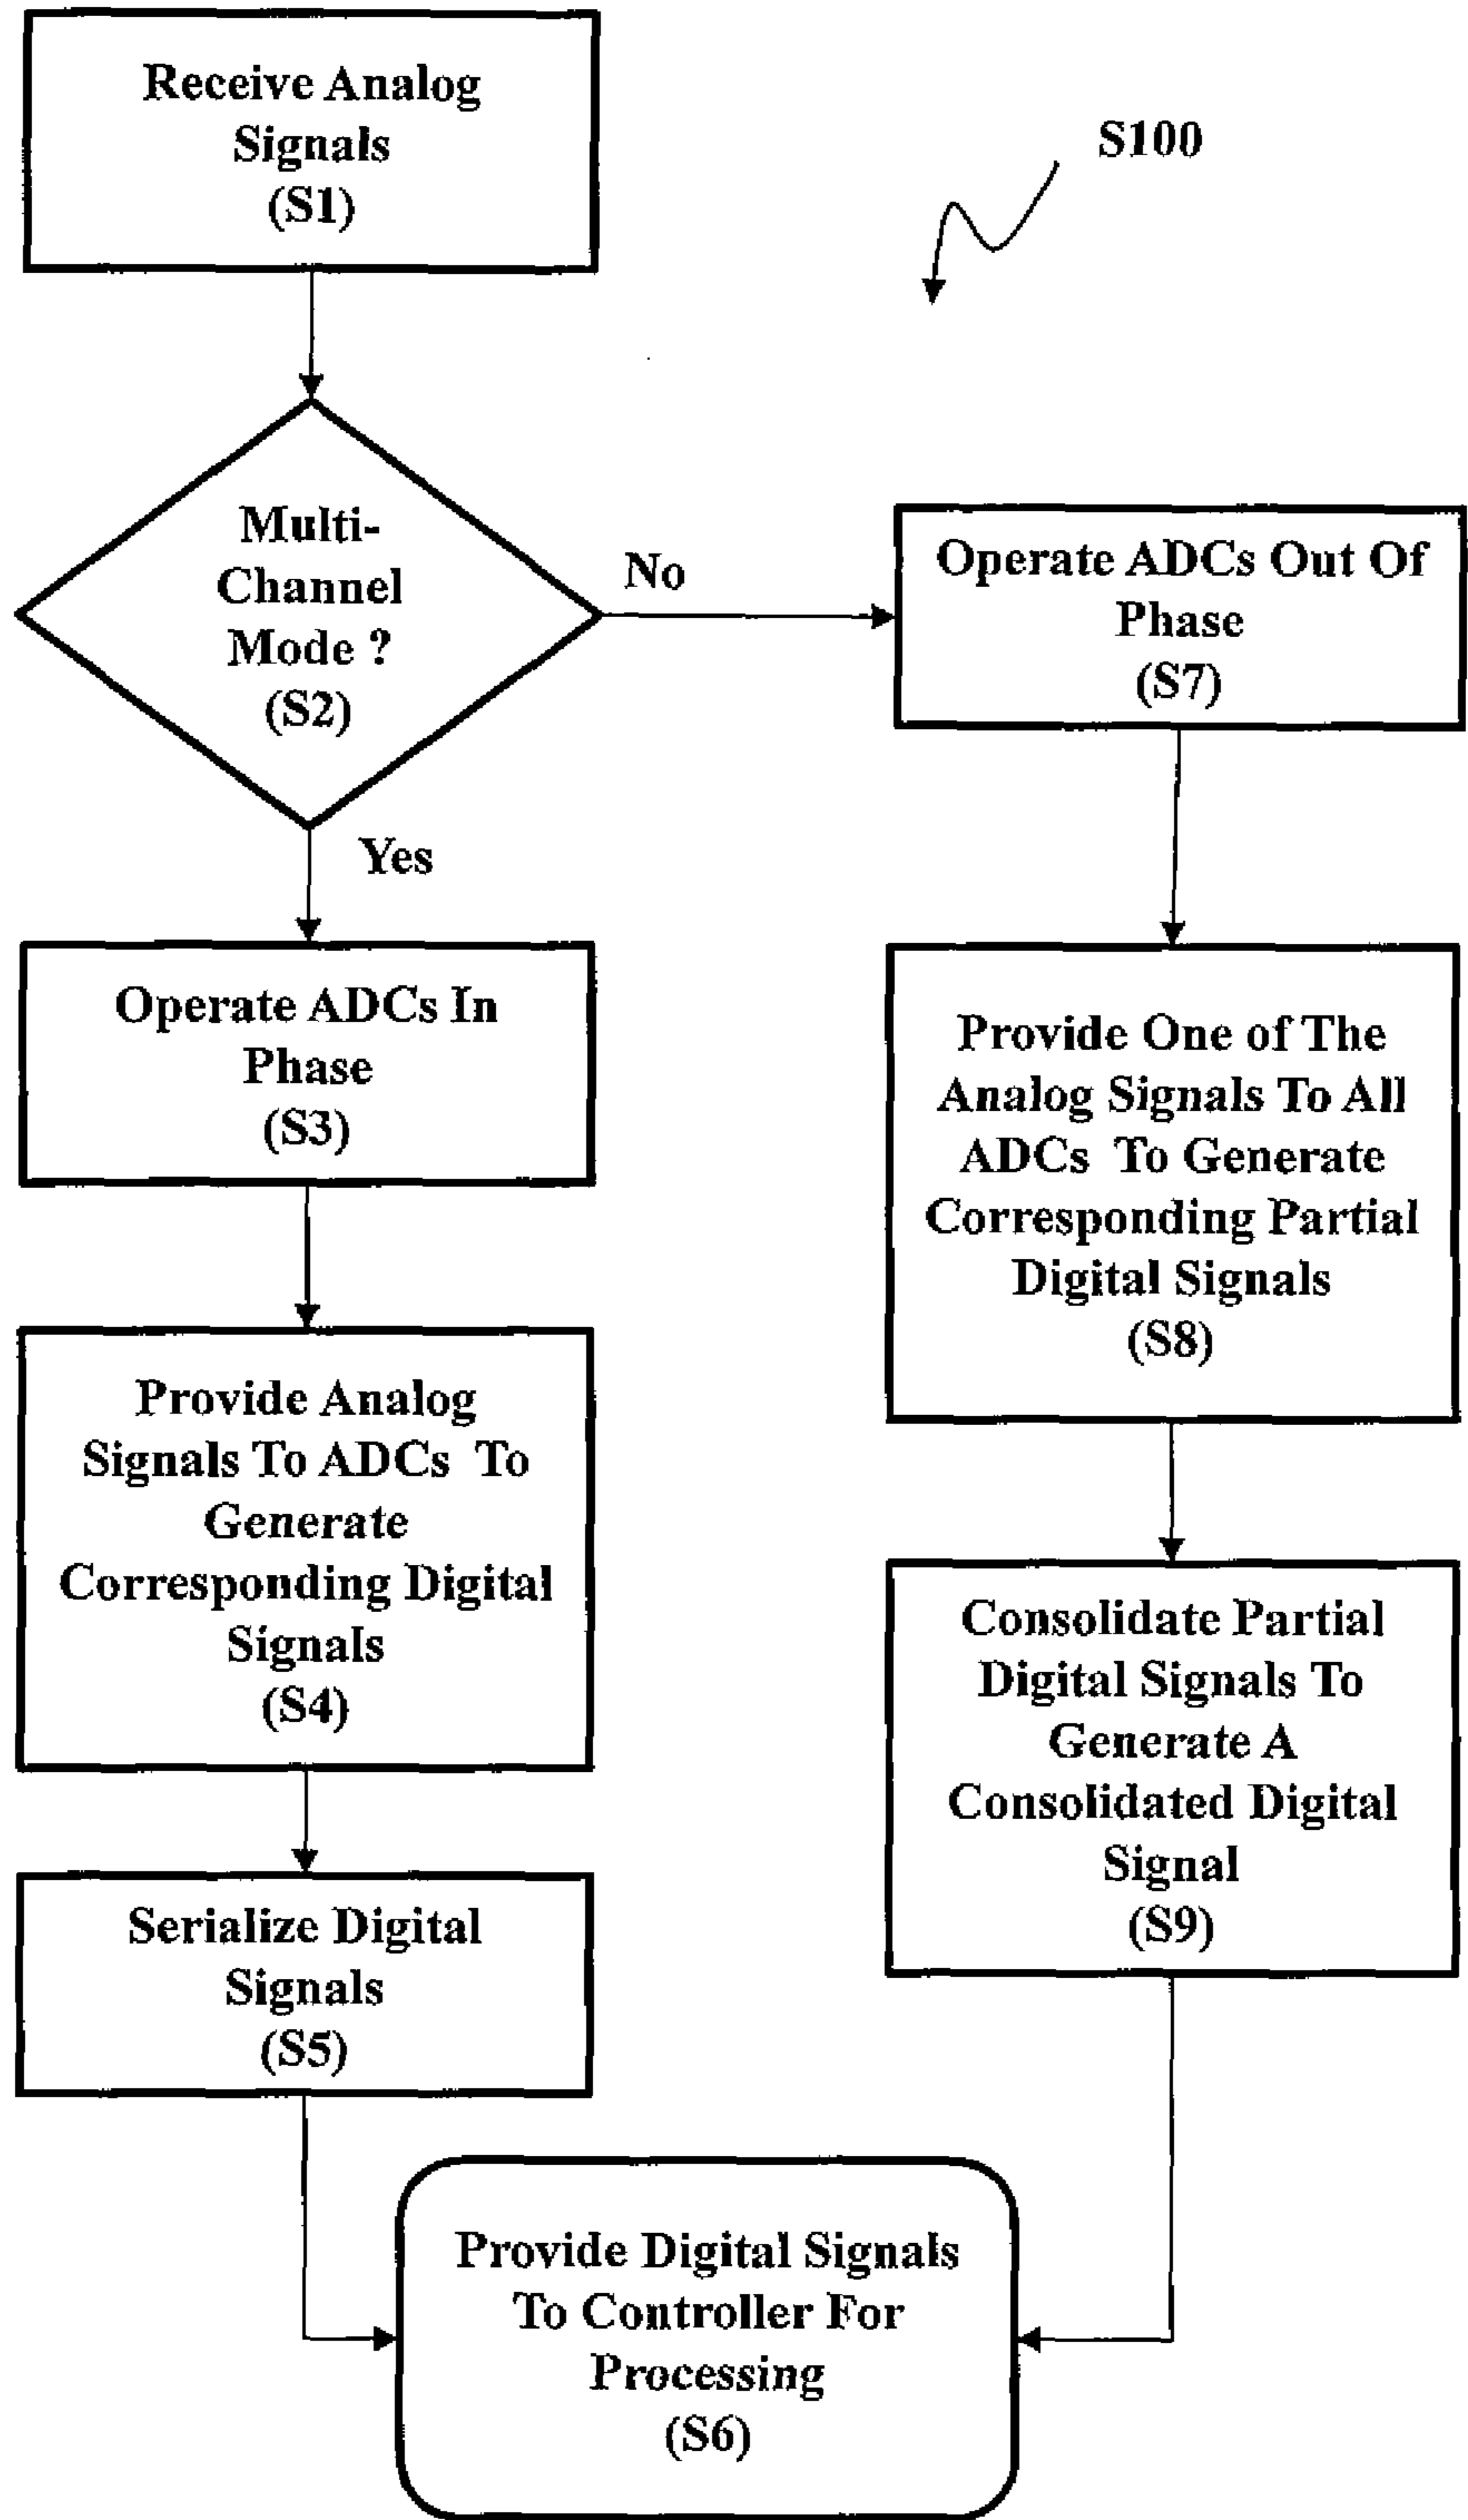 Receive Analog
Signals
(S1)
S100
Multi-
Channel
Mode ?
(S2)
No
Yes
Operate ADCs Out Of
Phase
(S7)
Operate ADCs In
Phase
(S3)
Provide One of The
Analog Signals To All
ADCs To Generate
Corresponding Partial
Digital Signals
(S8)
Provide Analog
Signals To ADCs To
Generate
Corresponding Digital
Signals
(S4)
Consolidate Partial
Digital Signals To
Generate A
Consolidated Digital
Signal
(S9)
Serialize Digital
Signals
(S5)
Provide Digital Signals
To Controller For
Processing
(S6)